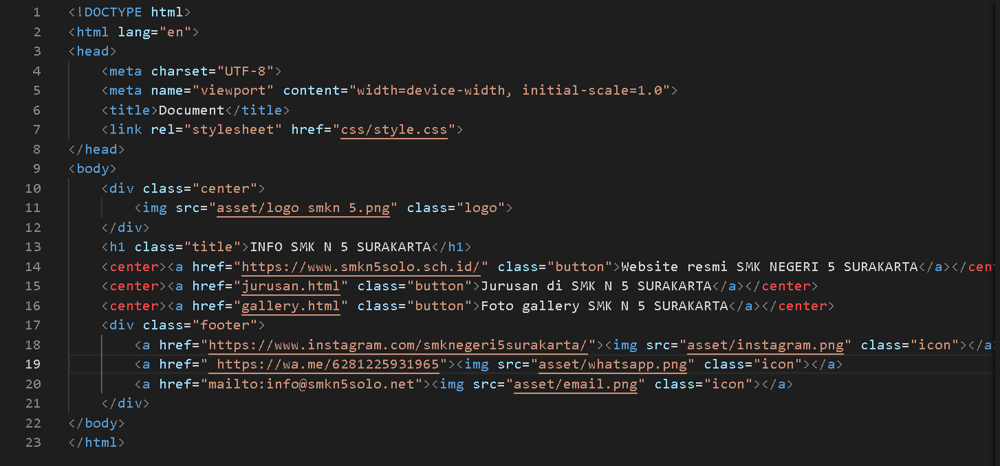 1 <!DOCTYPE html>
2 <html lang="en">
3 <head>
4     <meta charset="UTF-8">
5     <meta name="viewport" content="width=device-width, initial-scale=1.0">
6     <title>Document</title>
7     <link rel="stylesheet" href="css/style.css">
8 </head>
9 <body>
10     <div class="center">
11         <img src="asset/logo smkn 5.png" class="logo">
12     </div>
13     <h1 class="title">INFO SMK N 5 SURAKARTA</h1>
14     <center><a href="https://www.smkn5solo.sch.id/" class="button">Website resmi SMK NEGERI 5 SURAKARTA</a></cen
15     <center><a href="jurusan.html" class="button">Jurusan di SMK N 5 SURAKARTA</a></center>
16     <center><a href="gallery.html" class="button">Foto gallery SMK N 5 SURAKARTA</a></center>
17     <div class="footer">
18         <a href="https://www.instagram.com/smknegeri5surakarta/"><img src="asset/instagram.png" class="icon"></a
19         <a href=" https://wa.me/6281225931965"><img src="asset/whatsapp.png" class="icon"></a>
20         <a href="mailto:info@smkn5solo.net"><img src="asset/email.png" class="icon"></a>
21     </div>
22 </body>
23 </html>